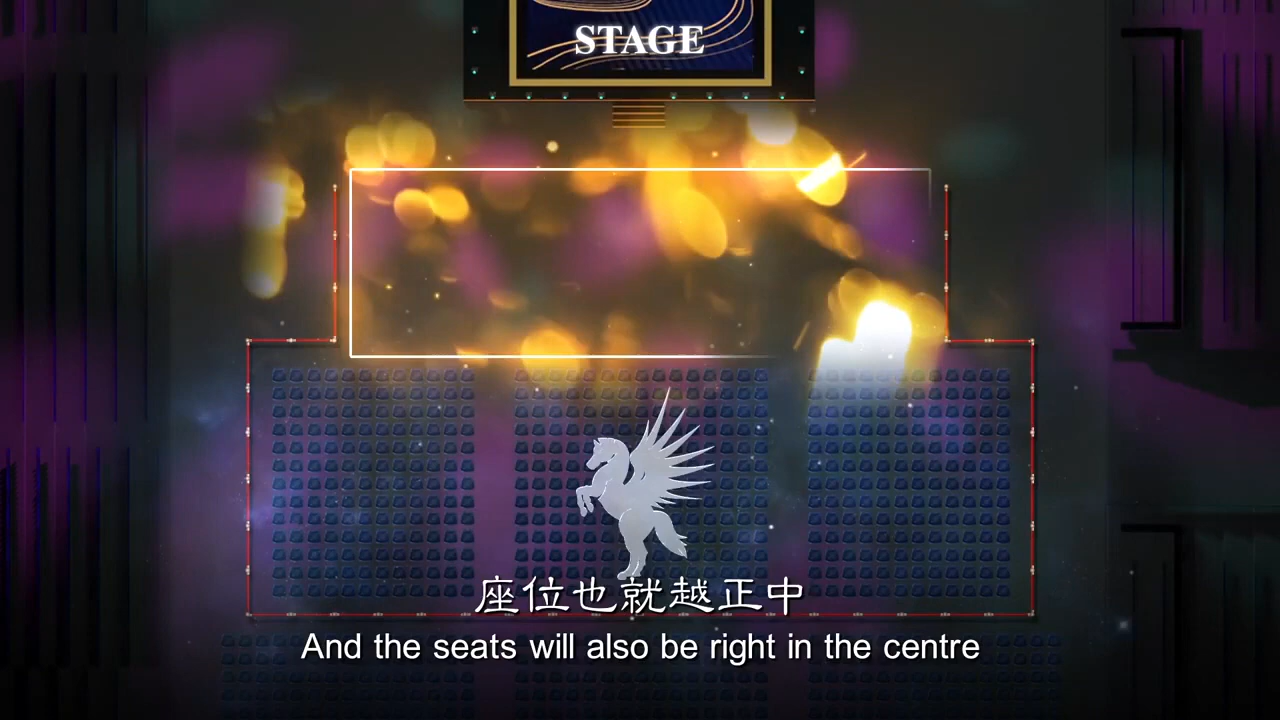 STAGE
座位也就越正中
And the seats will also be right in the centre